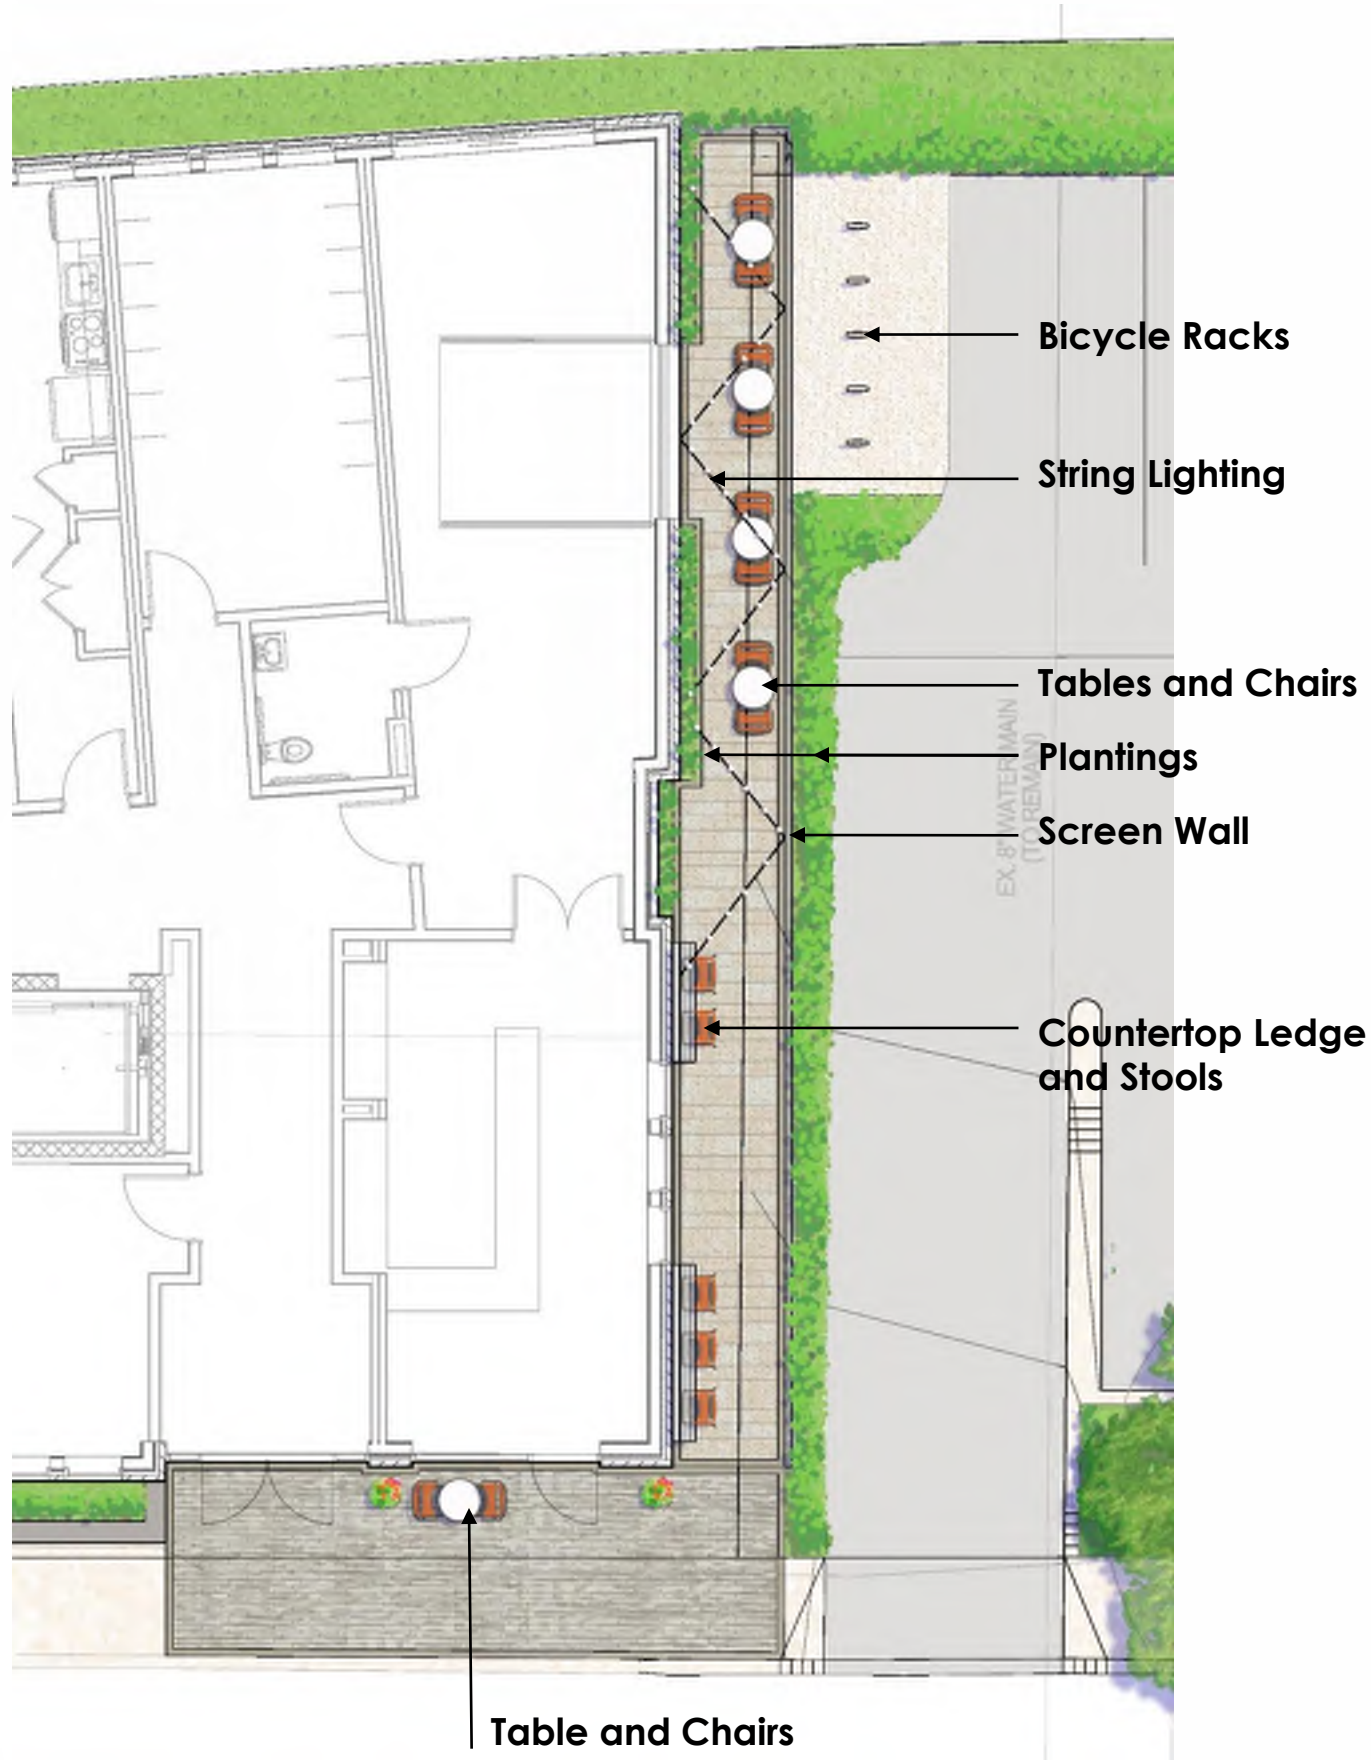 Bicycle Racks
String Lighting
Tables and Chairs
Plantings
EX. 8" WATERMAIN
(TO REMAIN)
Screen Wall
Countertop Ledge
and Stools
Table and Chairs